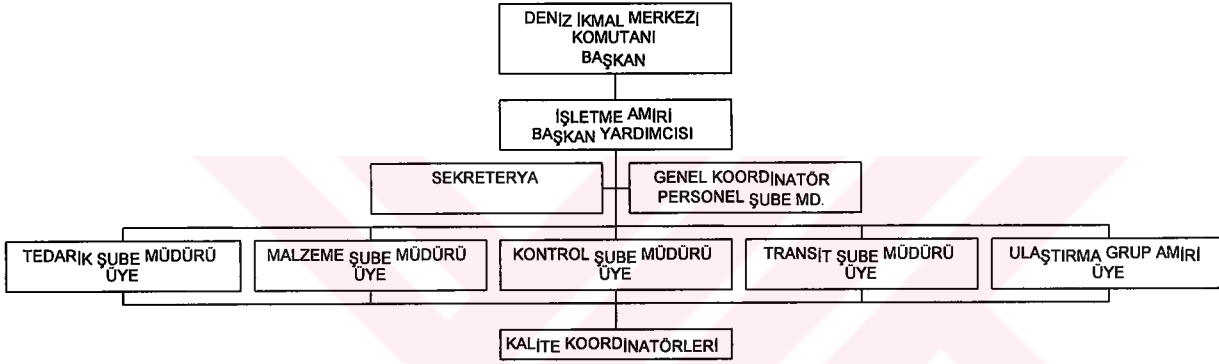 DENİZ İKMAL MERKEZİ
KOMUTANI
BAŞKAN
İŞLETME AMİRİ
BAŞKAN YARDIMCISI
SEKRETERYA
GENEL KOORDİNATÖR
PERSONEL ŞUBE MD.
TEDARİK ŞUBE MÜDÜRÜ
ÜYE
MALZEME ŞUBE MÜDÜRÜ
ÜYE
KONTROL ŞUBE MÜDÜRÜ
ÜYE
TRANSİT ŞUBE MÜDÜRÜ
ÜYE
ULAŞTIRMA GRUP AMİRİ
ÜYE
KALİTE KOORDİNATÖRLERİ